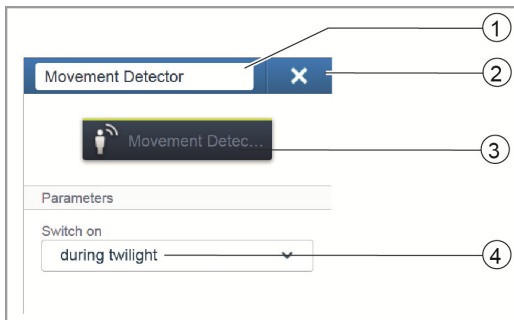 1
Movement Detector
2
Movement Detec...
3
Parameters
Switch on
during twilight
4